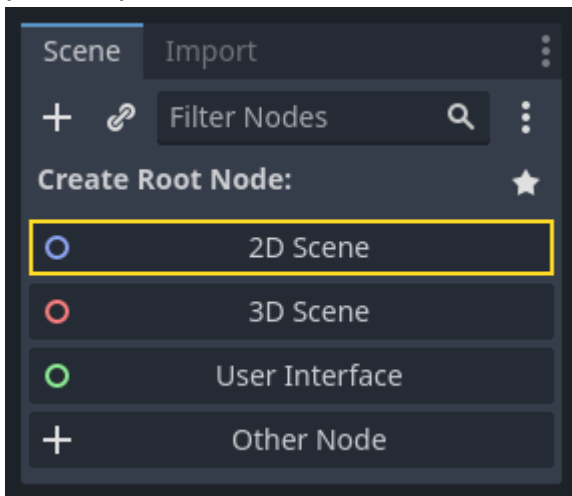 Scene Import
Filter Nodes
Create Root Node:
2D Scene
3D Scene
User Interface
Other Node